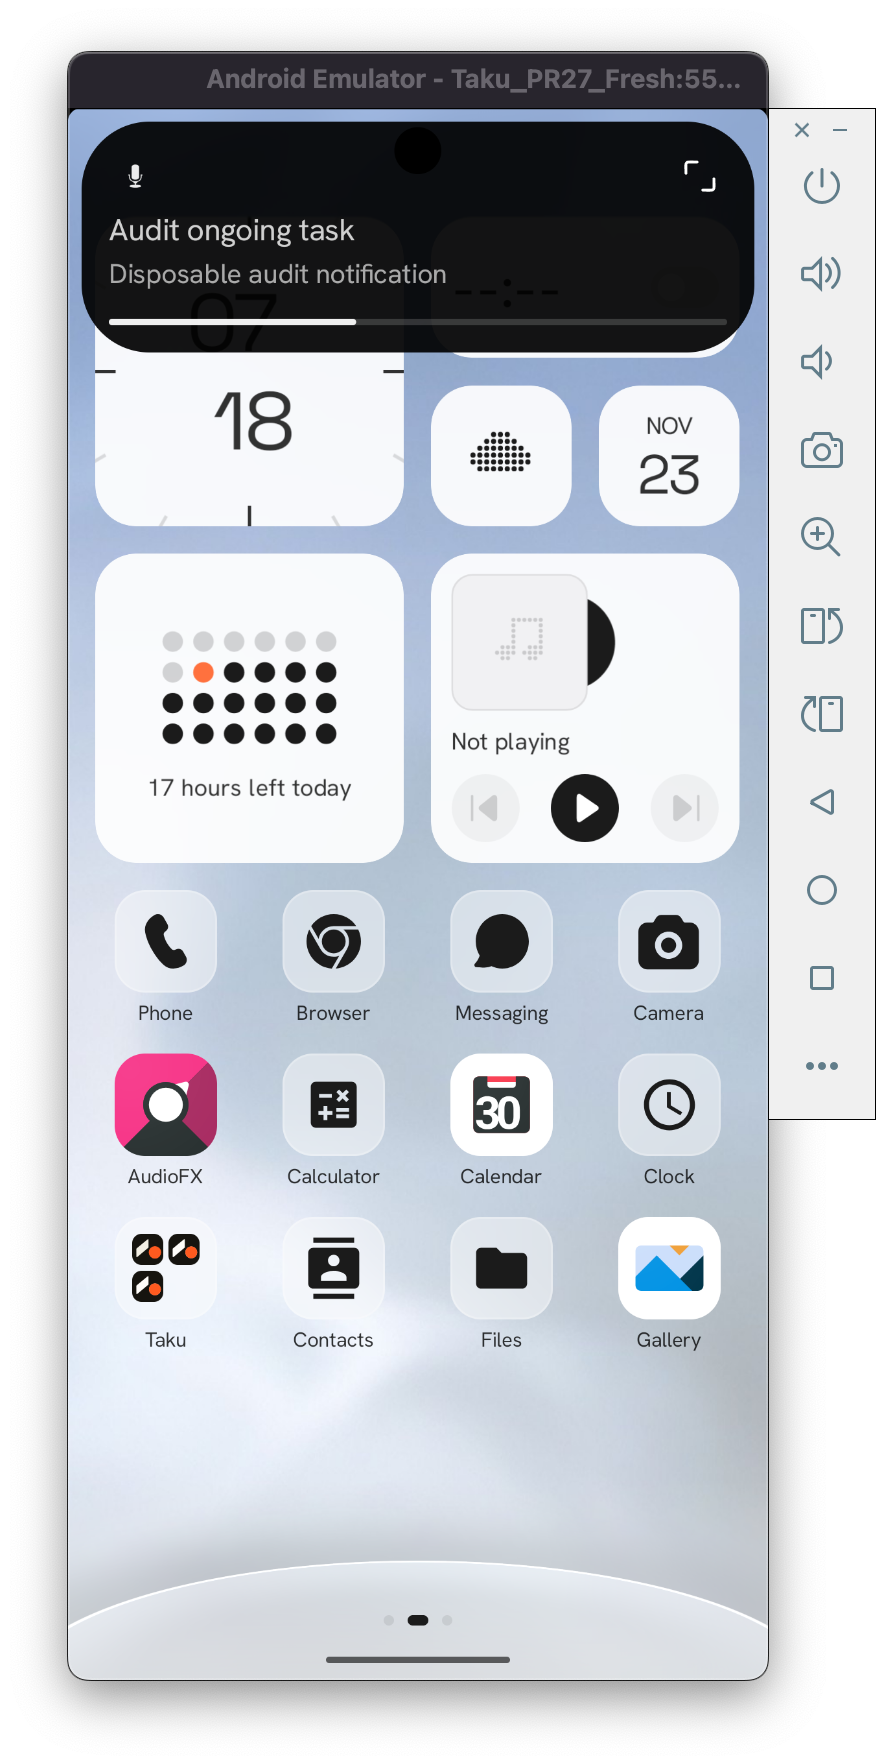 Android Emulator - Taku_PR27_Fresh:55...
Audit ongoing task
Disposable audit notification
07
18
--:--
NOV
23
17 hours left today
Not playing
Phone
Browser
Messaging
Camera
30
AudioFX
Calculator
Calendar
Clock
Taku
Contacts
Files
Gallery